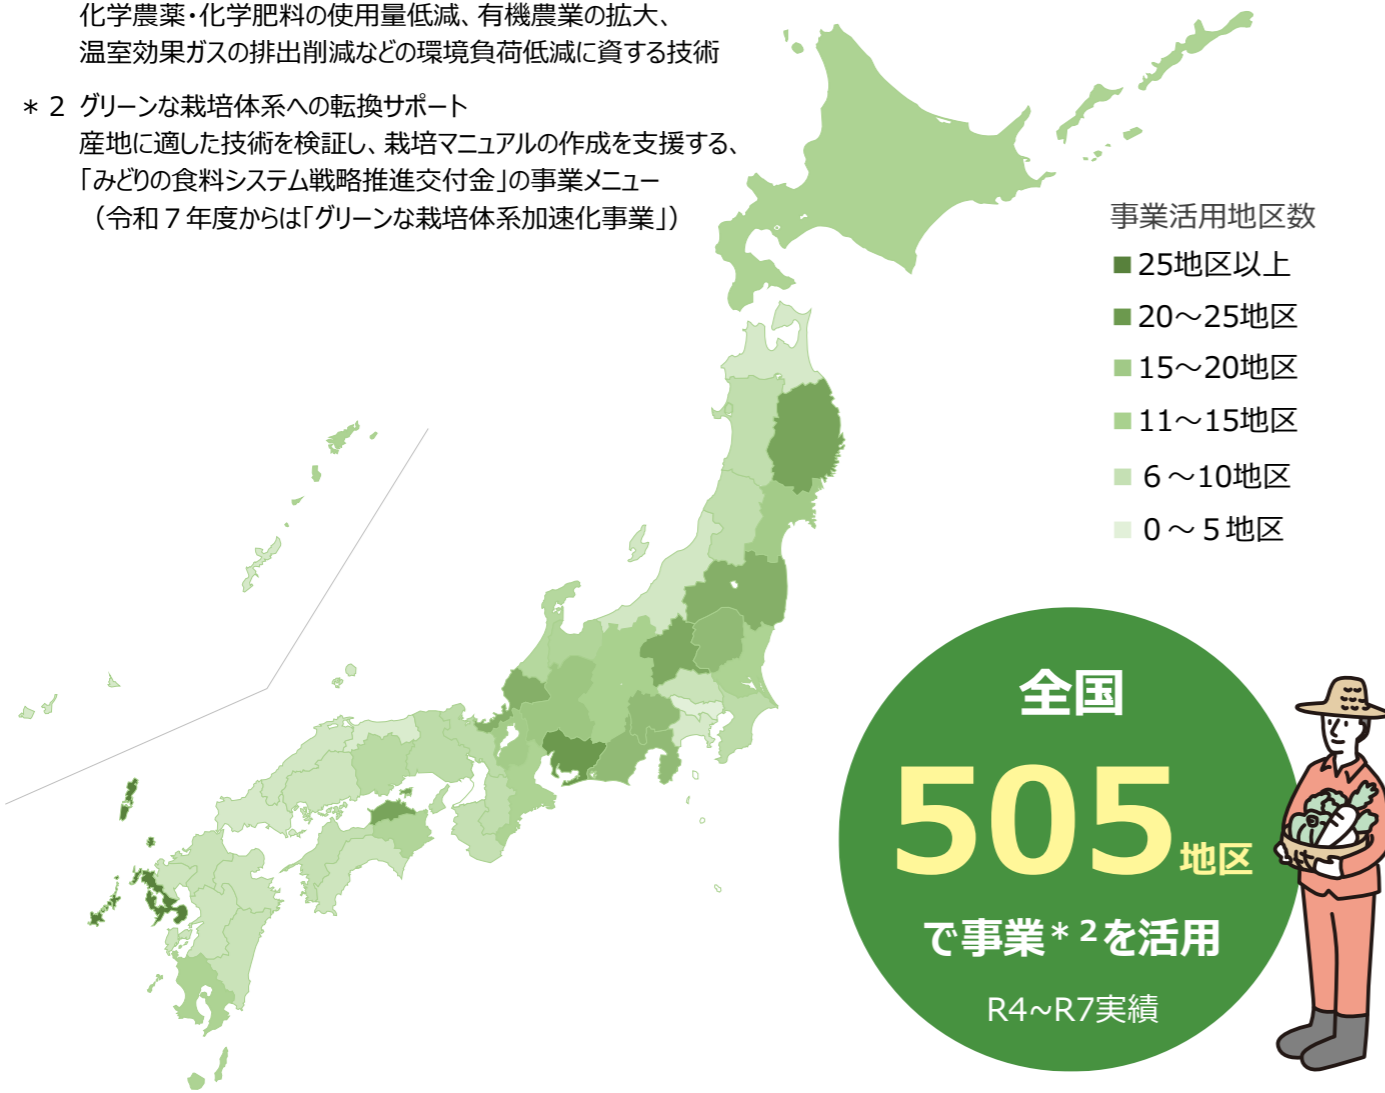 化学農薬・化学肥料の使用量低減、有機農業の拡大、
温室効果ガスの排出削減などの環境負荷低減に資する技術
＊２ グリーンな栽培体系への転換サポート
産地に適した技術を検証し、栽培マニュアルの作成を支援する、
「みどりの食料システム戦略推進交付金」の事業メニュー
（令和７年度からは「グリーンな栽培体系加速化事業」）
事業活用地区数
25地区以上
20～25地区
15～20地区
11～15地区
６～10地区
０～５地区
全国
505地区
で事業＊２を活用
R4~R7実績